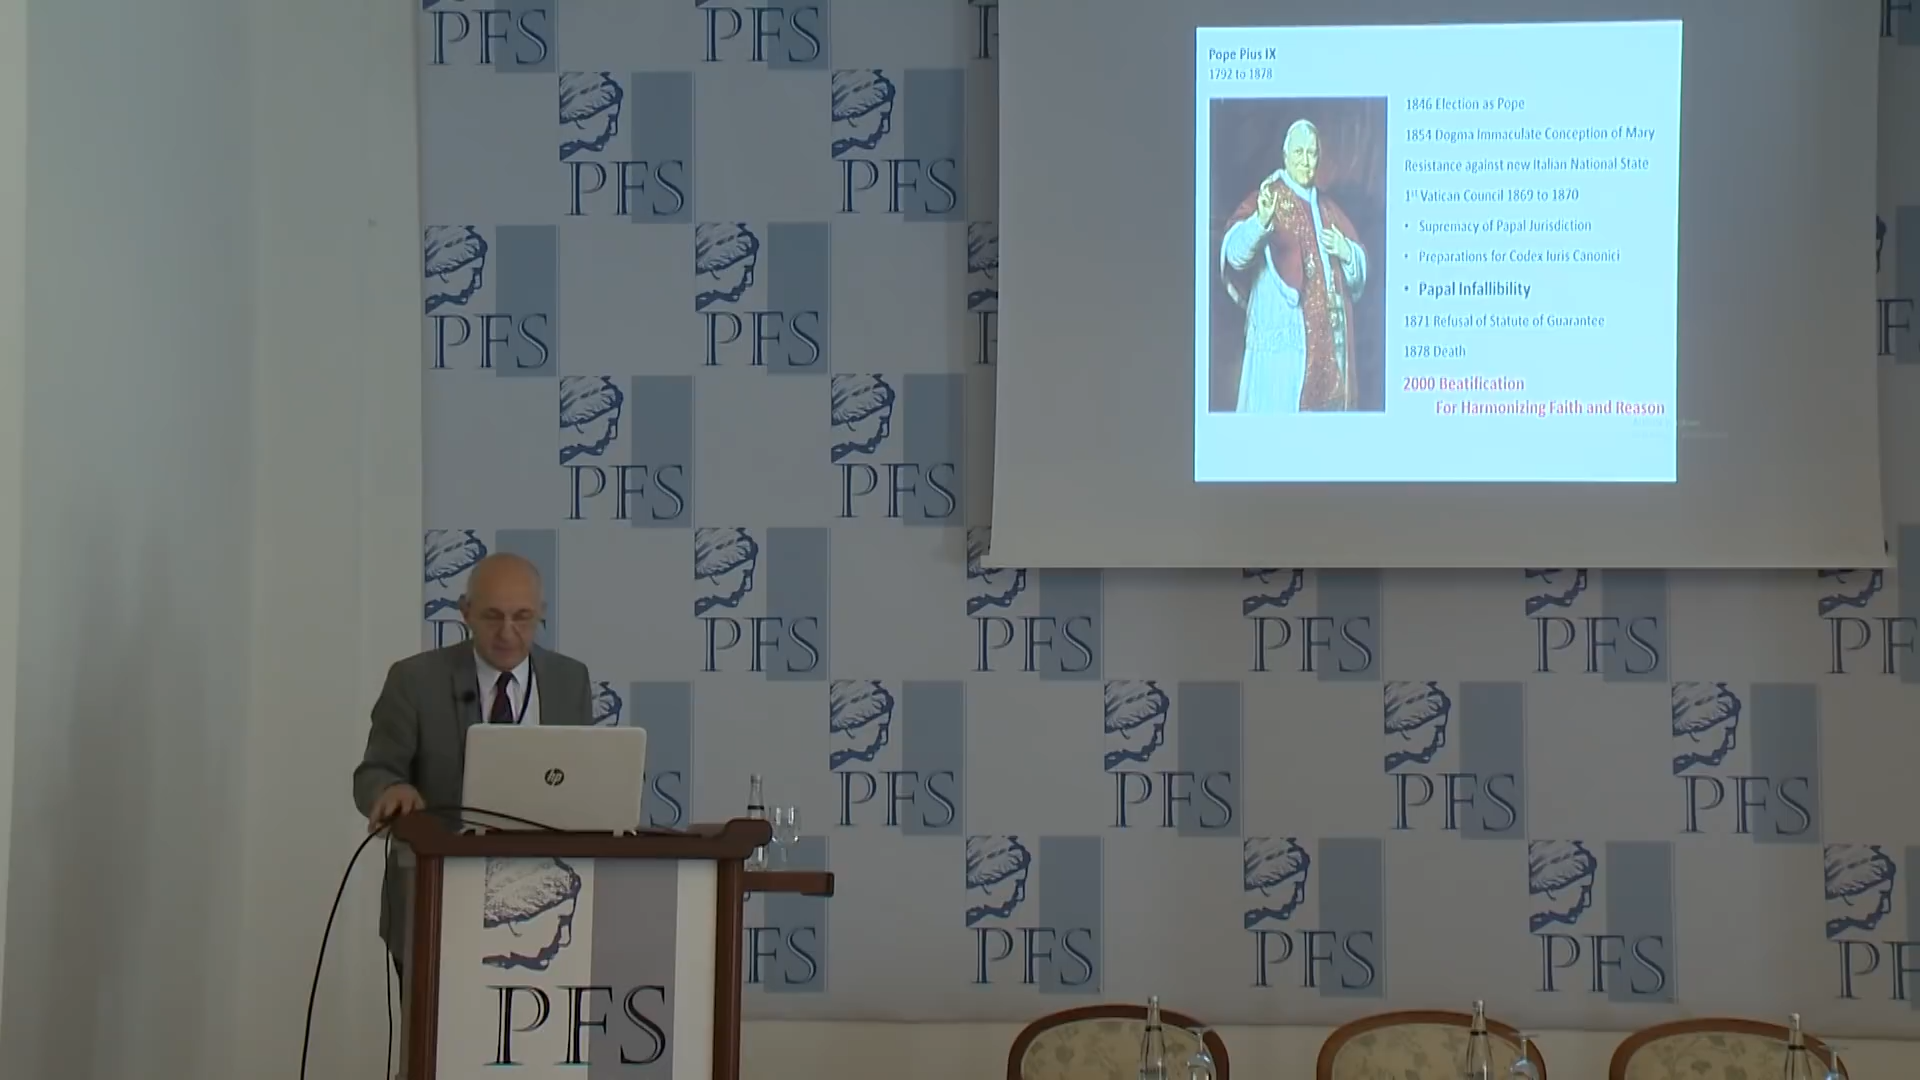 Pope Pius IX
1792 to 1878
1846 Election as Pope
1854 Dogma Immaculate Conception of Mary
Resistance against new Italian National State
1st Vatican Council 1869 to 1870
• Supremacy of Papal Jurisdiction
• Preparations for Codex Iuris Canonici
• Papal Infallibility
1871 Refusal of Statute of Guarantee
1878 Death
2000 Beatification
For Harmonizing Faith and Reason
PFS PFS
PFS PFS
PFS PFS
PFS PFS
PFS PFS PFS PFS PF
PFS PFS PFS PFS
PFS PFS PFS PFS PF
hp
PFS